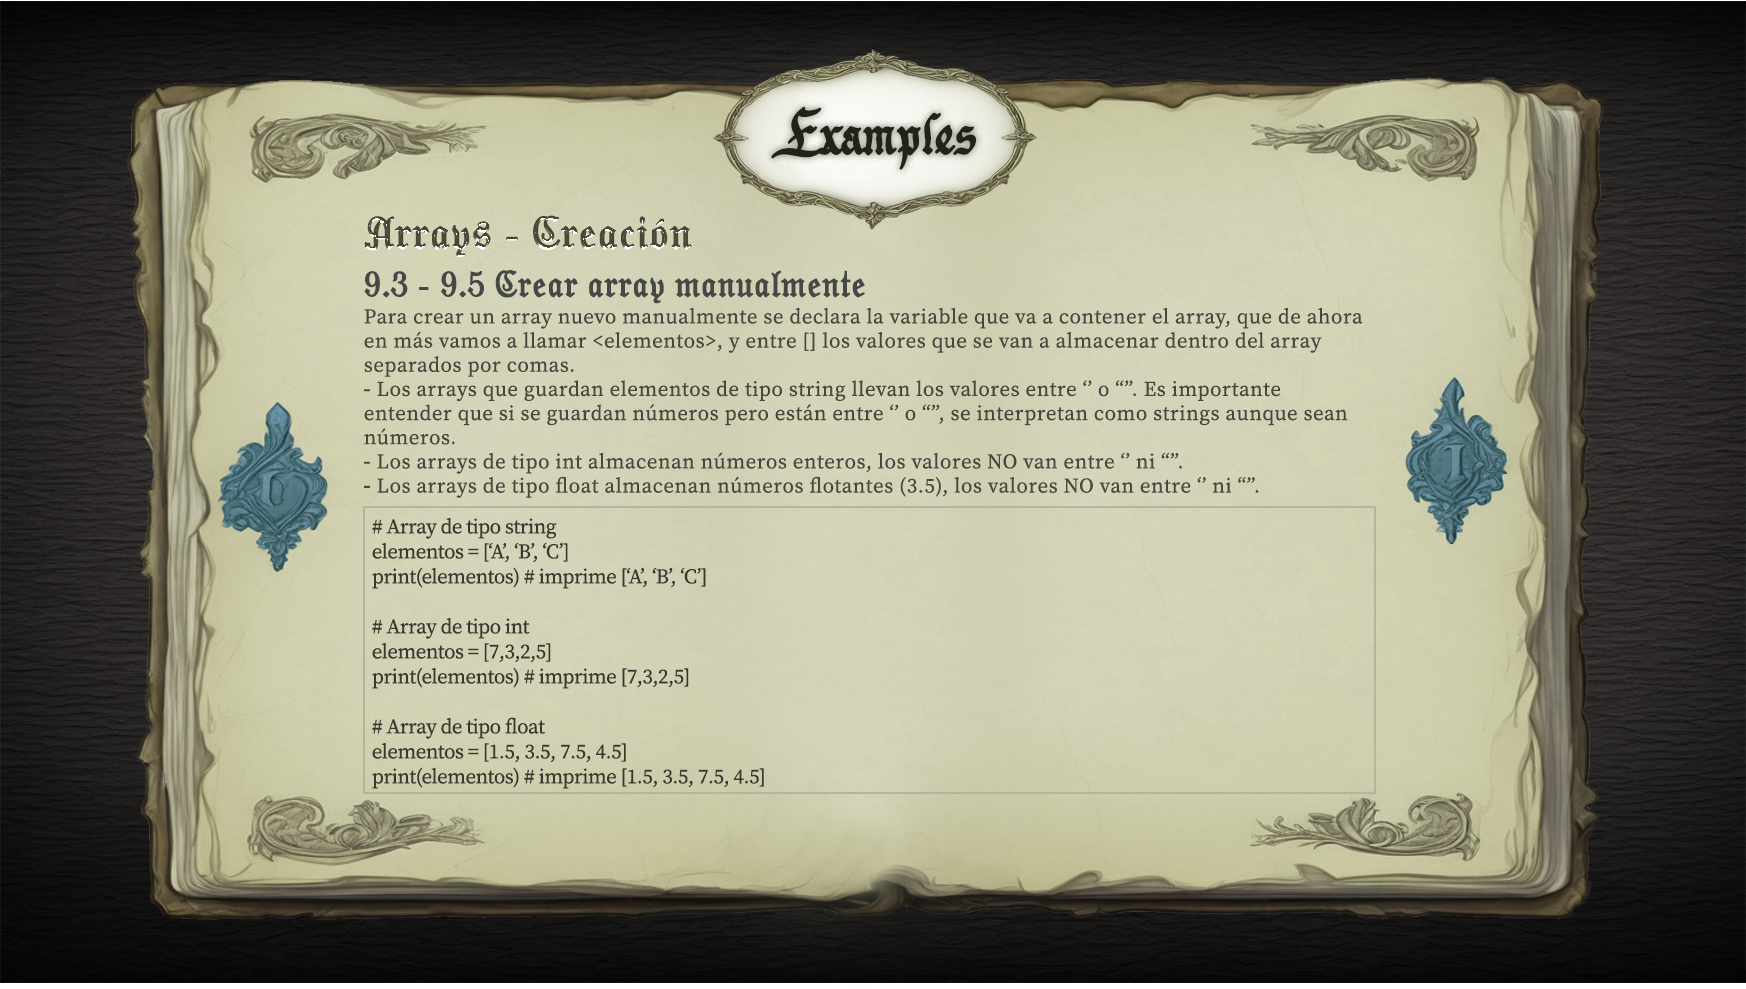 Examples
Arrays - Creación
9.3 - 9.5 Crear array manualmente
Para crear un array nuevo manualmente se declara la variable que va a contener el array, que de ahora
en más vamos a llamar <elementos>, y entre [] los valores que se van a almacenar dentro del array
separados por comas.
- Los arrays que guardan elementos de tipo string llevan los valores entre ‘’ o “”. Es importante
entender que si se guardan números pero están entre ‘’ o “”, se interpretan como strings aunque sean
números.
- Los arrays de tipo int almacenan números enteros, los valores NO van entre ‘’ ni “”.
- Los arrays de tipo float almacenan números flotantes (3.5), los valores NO van entre ‘’ ni “”.
# Array de tipo string
elementos = [‘A’, ‘B’, ‘C’]
print(elementos) # imprime [‘A’, ‘B’, ‘C’]
# Array de tipo int
elementos = [7,3,2,5]
print(elementos) # imprime [7,3,2,5]
# Array de tipo float
elementos = [1.5, 3.5, 7.5, 4.5]
print(elementos) # imprime [1.5, 3.5, 7.5, 4.5]